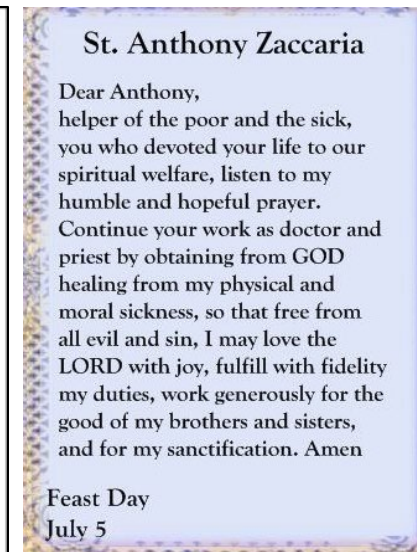 St. Anthony Zaccaria
Dear Anthony,
helper of the poor and the sick,
you who devoted your life to our
spiritual welfare, listen to my
humble and hopeful prayer.
Continue your work as doctor and
priest by obtaining from GOD
healing from my physical and
moral sickness, so that free from
all evil and sin, I may love the
LORD with joy, fulfill with fidelity
my duties, work generously for the
good of my brothers and sisters,
and for my sanctification. Amen
Feast Day
July 5